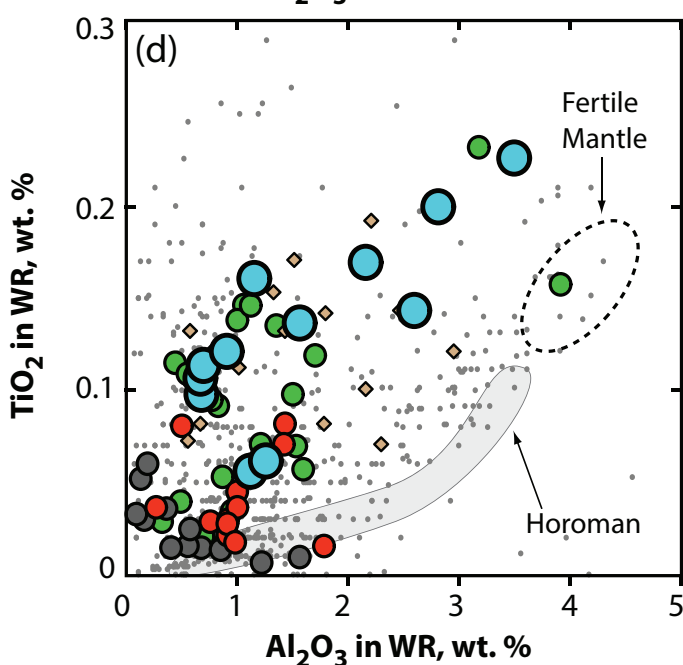 0.3
(d)
Fertile
Mantle
0.2
TiO₂ in WR, wt. %
0.1
Horoman
0
0 1 2 3 4 5
Al₂O₃ in WR, wt. %